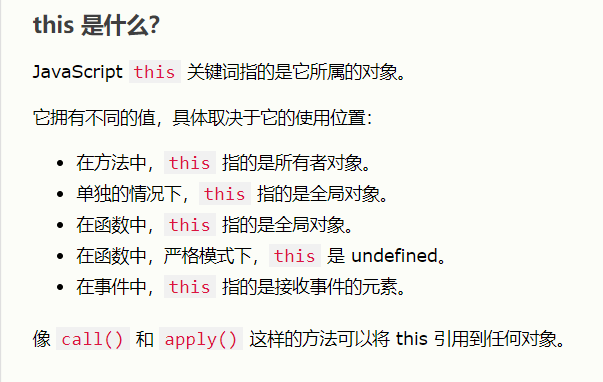 this 是什么？
JavaScript this 关键词指的是它所属的对象。
它拥有不同的值，具体取决于它的使用位置：
在方法中，this 指的是所有者对象。
单独的情况下，this 指的是全局对象。
在函数中，this 指的是全局对象。
在函数中，严格模式下，this 是 undefined。
在事件中，this 指的是接收事件的元素。
像 call() 和 apply() 这样的方法可以将 this 引用到任何对象。